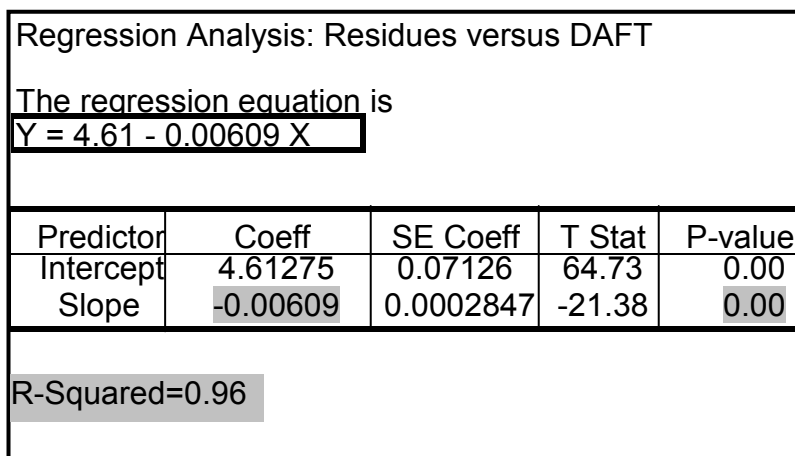 Regression Analysis: Residues versus DAFT
The regression equation is
Y = 4.61 - 0.00609 X
Predictor Coeff SE Coeff T Stat P-value
Intercept 4.61275 0.07126 64.73 0.00
Slope -0.00609 0.0002847 -21.38 0.00
R-Squared=0.96